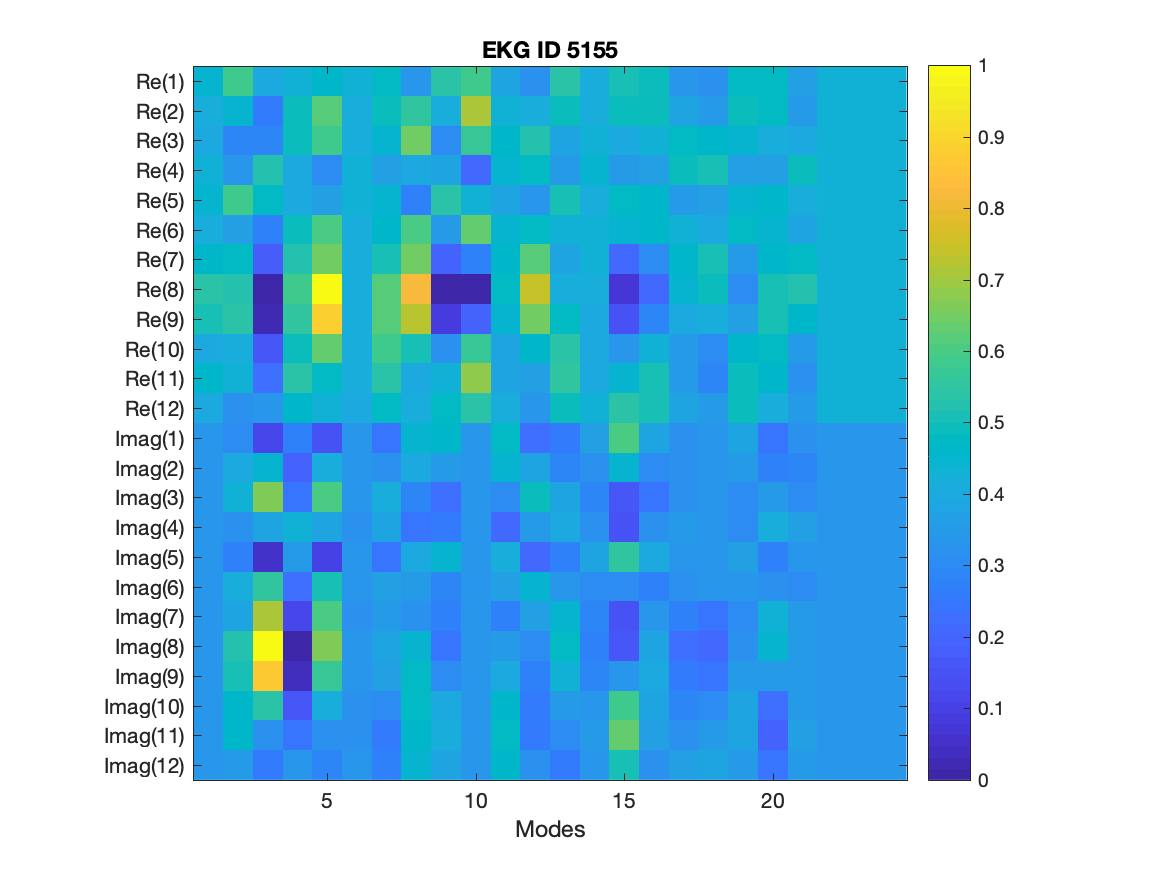 EKG ID 5155
Re(1)
Re(2)
Re(3)
Re(4)
Re(5)
Re(6)
Re(7)
Re(8)
Re(9)
Re(10)
Re(11)
Re(12)
Imag(1)
Imag(2)
Imag(3)
Imag(4)
Imag(5)
Imag(6)
Imag(7)
Imag(8)
Imag(9)
Imag(10)
Imag(11)
Imag(12)
5 10 15 20
Modes
1
0.9
0.8
0.7
0.6
0.5
0.4
0.3
0.2
0.1
0